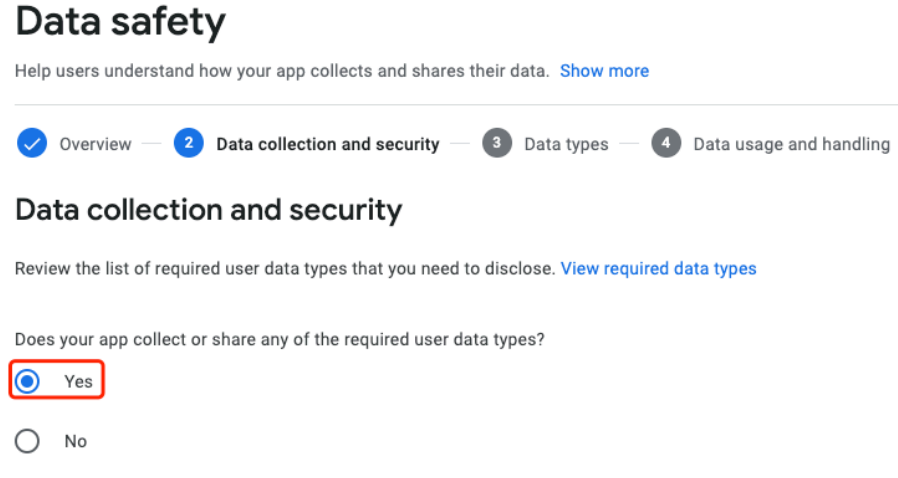 Data safety
Help users understand how your app collects and shares their data. Show more
Overview 2 Data collection and security 3 Data types 4 Data usage and handling
Data collection and security
Review the list of required user data types that you need to disclose. View required data types
Does your app collect or share any of the required user data types?
Yes
No